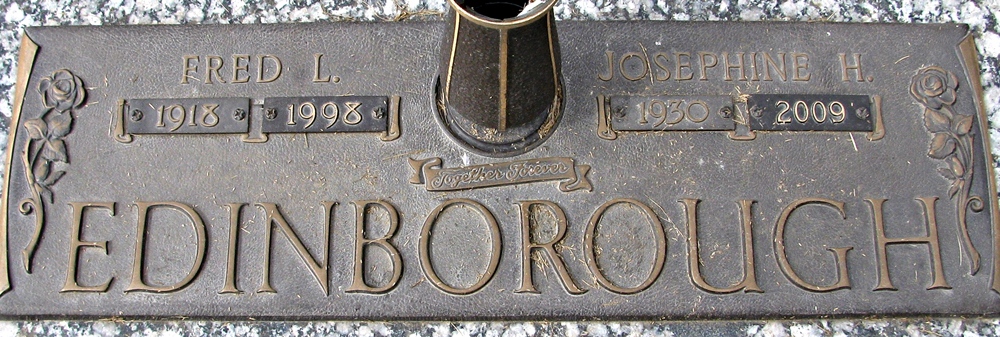 FRED L.
1918 1998
JOSEPHINE H.
1930 2009
Together Forever
EDINBOROUGH